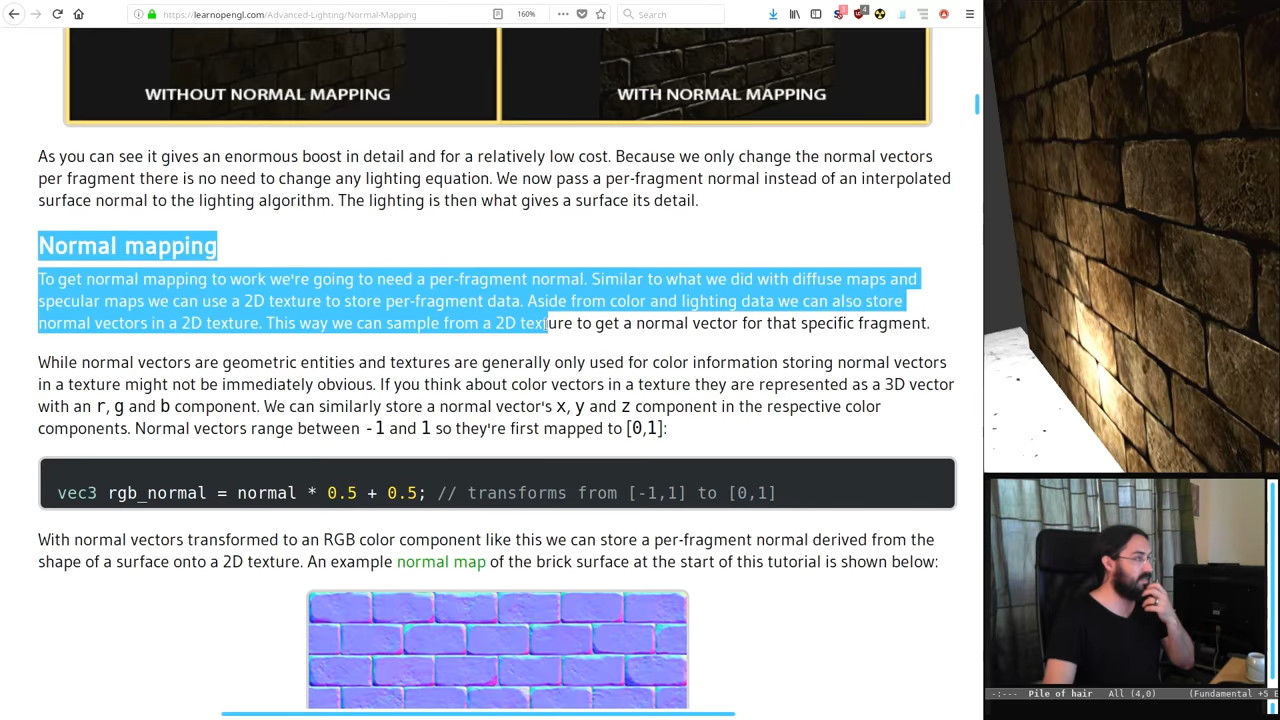 https://learnopengl.com/Advanced-Lighting/Normal-Mapping
160%
Search
WITHOUT NORMAL MAPPING
WITH NORMAL MAPPING
As you can see it gives an enormous boost in detail and for a relatively low cost. Because we only change the normal vectors
per fragment there is no need to change any lighting equation. We now pass a per-fragment normal instead of an interpolated
surface normal to the lighting algorithm. The lighting is then what gives a surface its detail.
Normal mapping
To get normal mapping to work we're going to need a per-fragment normal. Similar to what we did with diffuse maps and
specular maps we can use a 2D texture to store per-fragment data. Aside from color and lighting data we can also store
normal vectors in a 2D texture. This way we can sample from a 2D texture to get a normal vector for that specific fragment.
While normal vectors are geometric entities and textures are generally only used for color information storing normal vectors
in a texture might not be immediately obvious. If you think about color vectors in a texture they are represented as a 3D vector
with an r, g and b component. We can similarly store a normal vector's x, y and z component in the respective color
components. Normal vectors range between -1 and 1 so they're first mapped to [0,1]:
vec3 rgb_normal = normal * 0.5 + 0.5; // transforms from [-1,1] to [0,1]
With normal vectors transformed to an RGB color component like this we can store a per-fragment normal derived from the
shape of a surface onto a 2D texture. An example normal map of the brick surface at the start of this tutorial is shown below:
-:--- Pile of hair All (4,0) (Fundamental +5 E